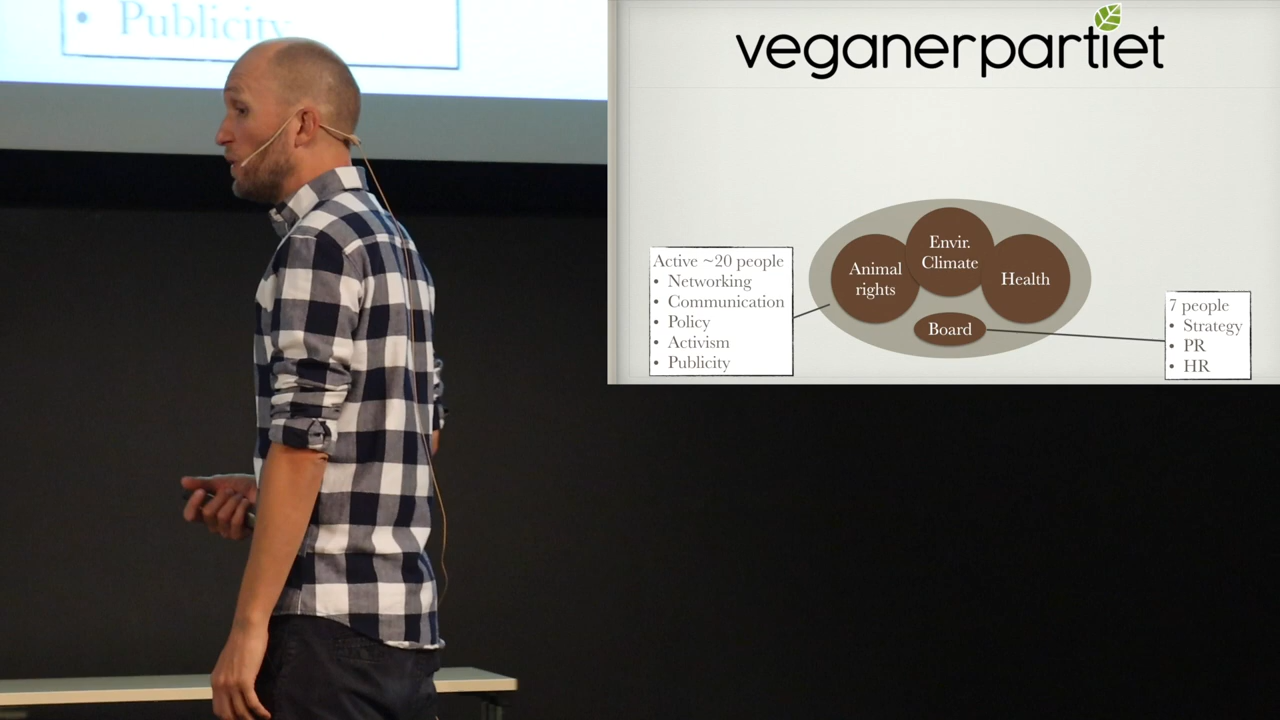 • Publicity
veganerpartiet
Envir.
Climate
Animal
rights
Health
Board
Active ~20 people
• Networking
• Communication
• Policy
• Activism
• Publicity
7 people
• Strategy
• PR
• HR